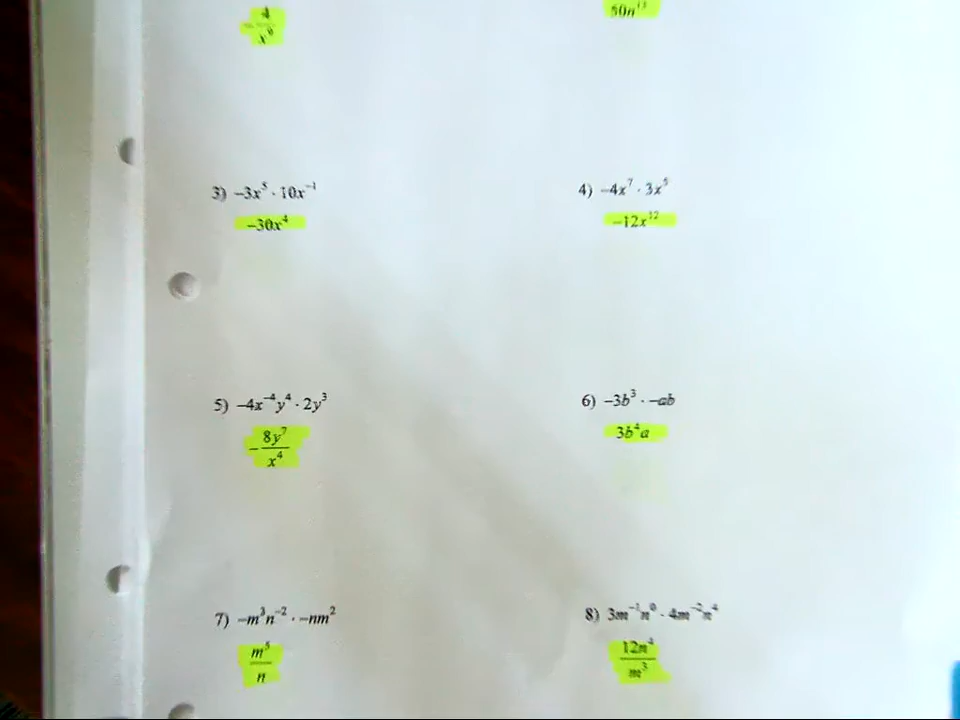 3) −3x⁵ · 10x⁻¹
−30x⁴
4) −4x⁷ · 3x⁵
−12x¹²
5) −4x⁻⁴y⁴ · 2y³
−8y⁷/x⁴
6) −3b³ · −ab
3b⁴a
7) −m³n⁻² · −nm²
m⁵/n
8) 3m⁻¹n⁰ · 4m⁻²n⁴
12n⁴/m³